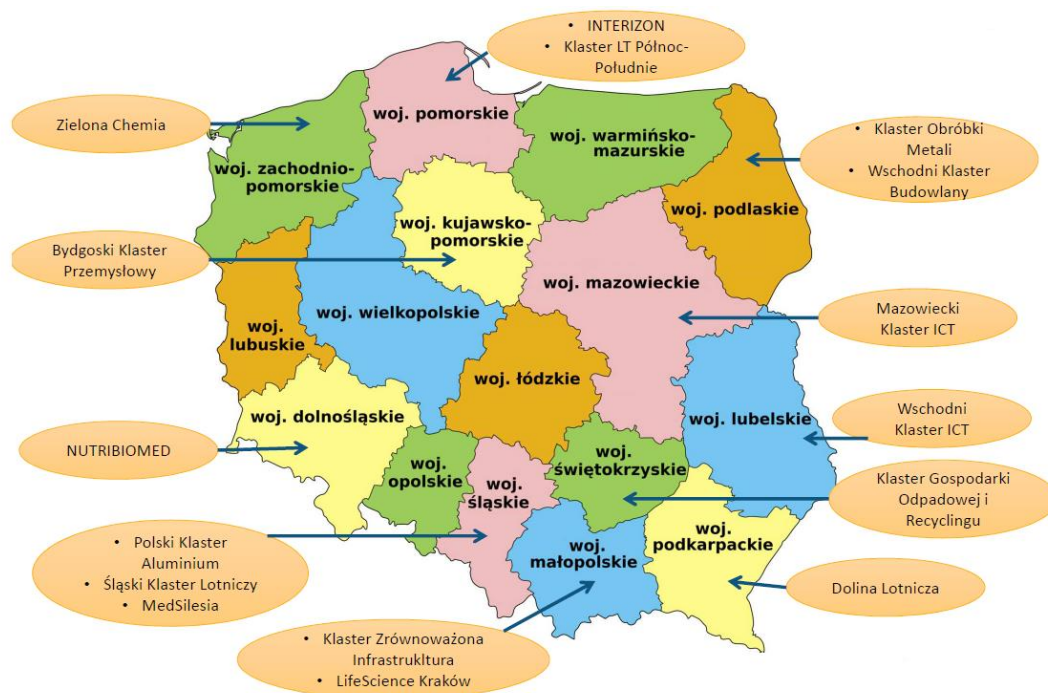 • INTERIZON
• Klaster LT Północ-
Południe
Zielona Chemia
woj. pomorskie
woj. warmińsko-
mazurskie
• Klaster Obróbki
Metali
• Wschodni Klaster
Budowlany
woj. zachodnio-
pomorskie
woj. podlaskie
woj. kujawsko-
pomorskie
Bydgoski Klaster
Przemysłowy
woj. mazowieckie
woj. wielkopolskie
Mazowiecki
Klaster ICT
woj.
lubuskie
woj. łódzkie
woj. dolnośląskie
woj. lubelskie
Wschodni
Klaster ICT
NUTRIBIOMED
woj.
opolskie
woj.
śląskie
woj.
świętokrzyskie
Klaster Gospodarki
Odpadowej i
Recyclingu
• Polski Klaster
Aluminium
• Śląski Klaster Lotniczy
• MedSilesia
woj.
małopolskie
woj.
podkarpackie
Dolina Lotnicza
• Klaster Zrównoważona
Infrastrukltura
• LifeScience Kraków